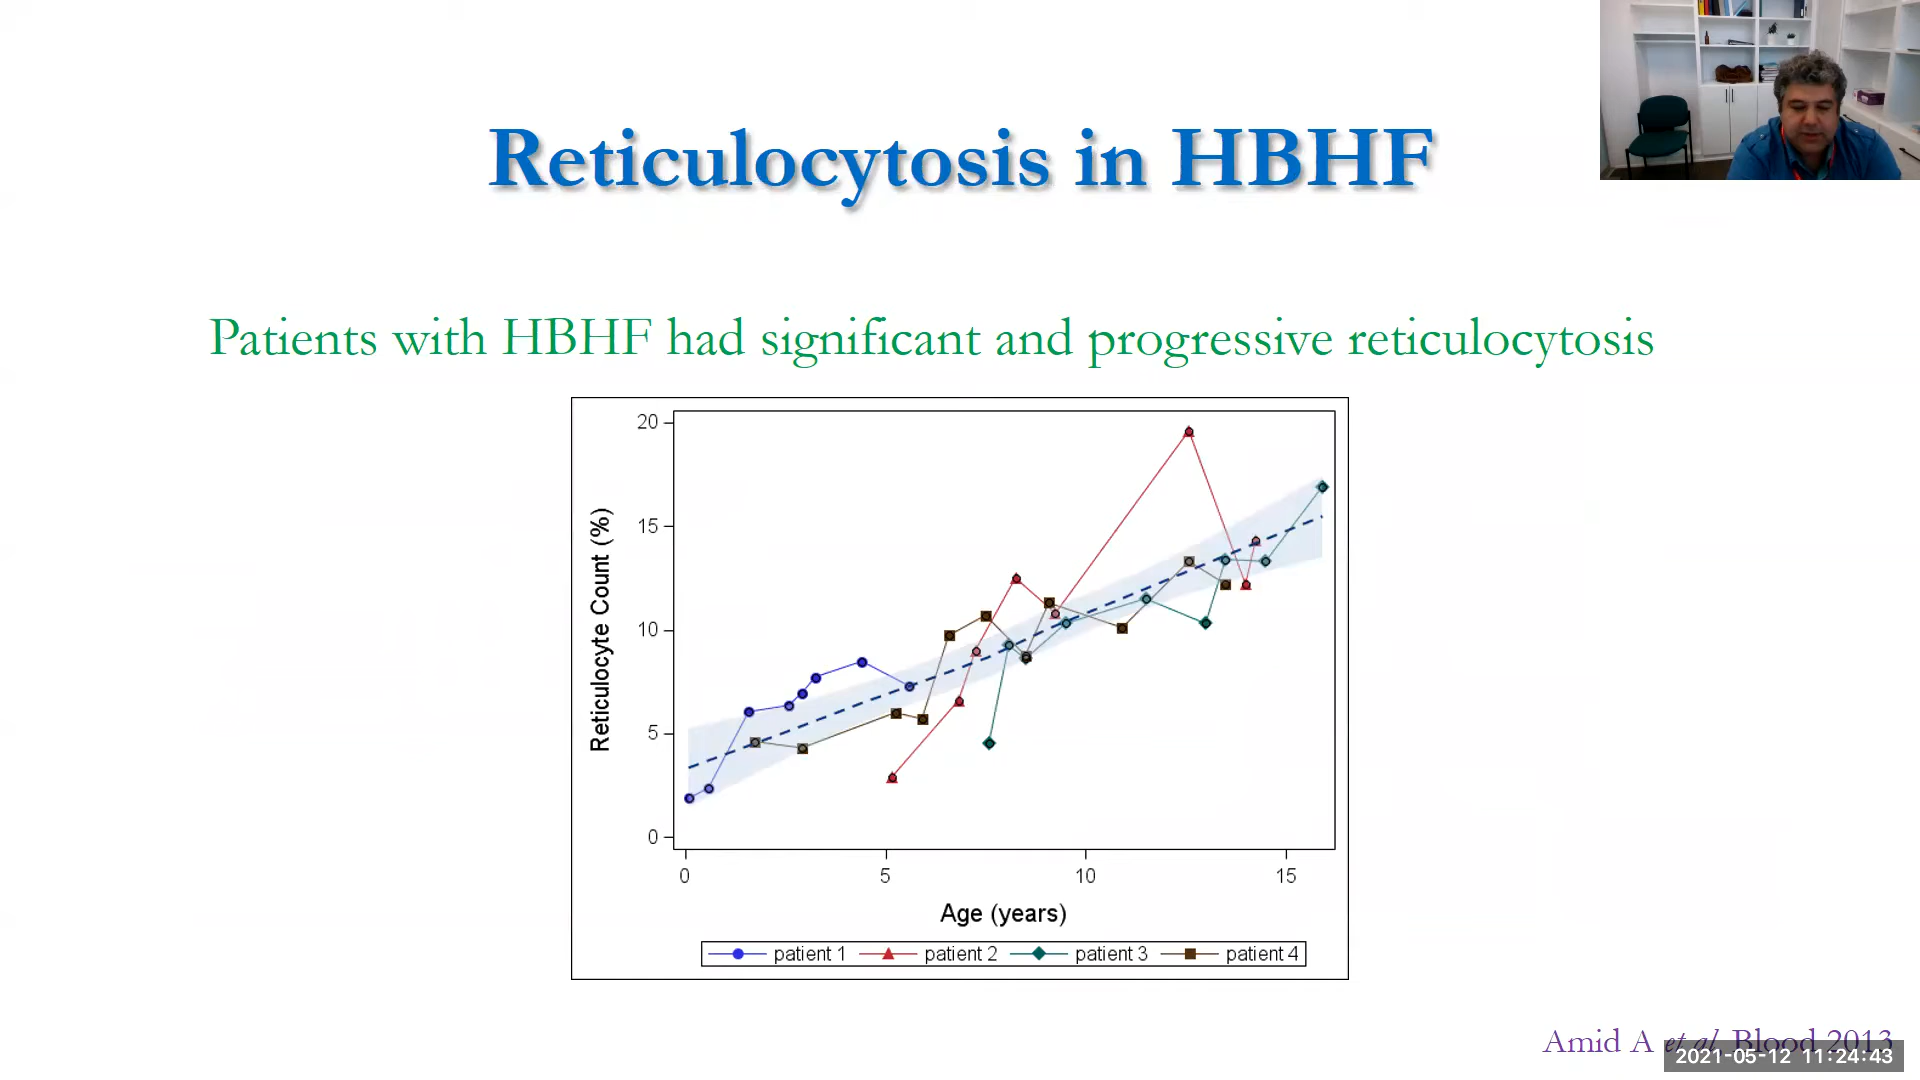 Reticulocytosis in HBHF
Patients with HBHF had significant and progressive reticulocytosis
20
15
10
5
0
Reticulocyte Count (%)
0 5 10 15
Age (years)
patient 1 patient 2 patient 3 patient 4
Amid A et al Blood 2013
2021-05-12 11:24:43